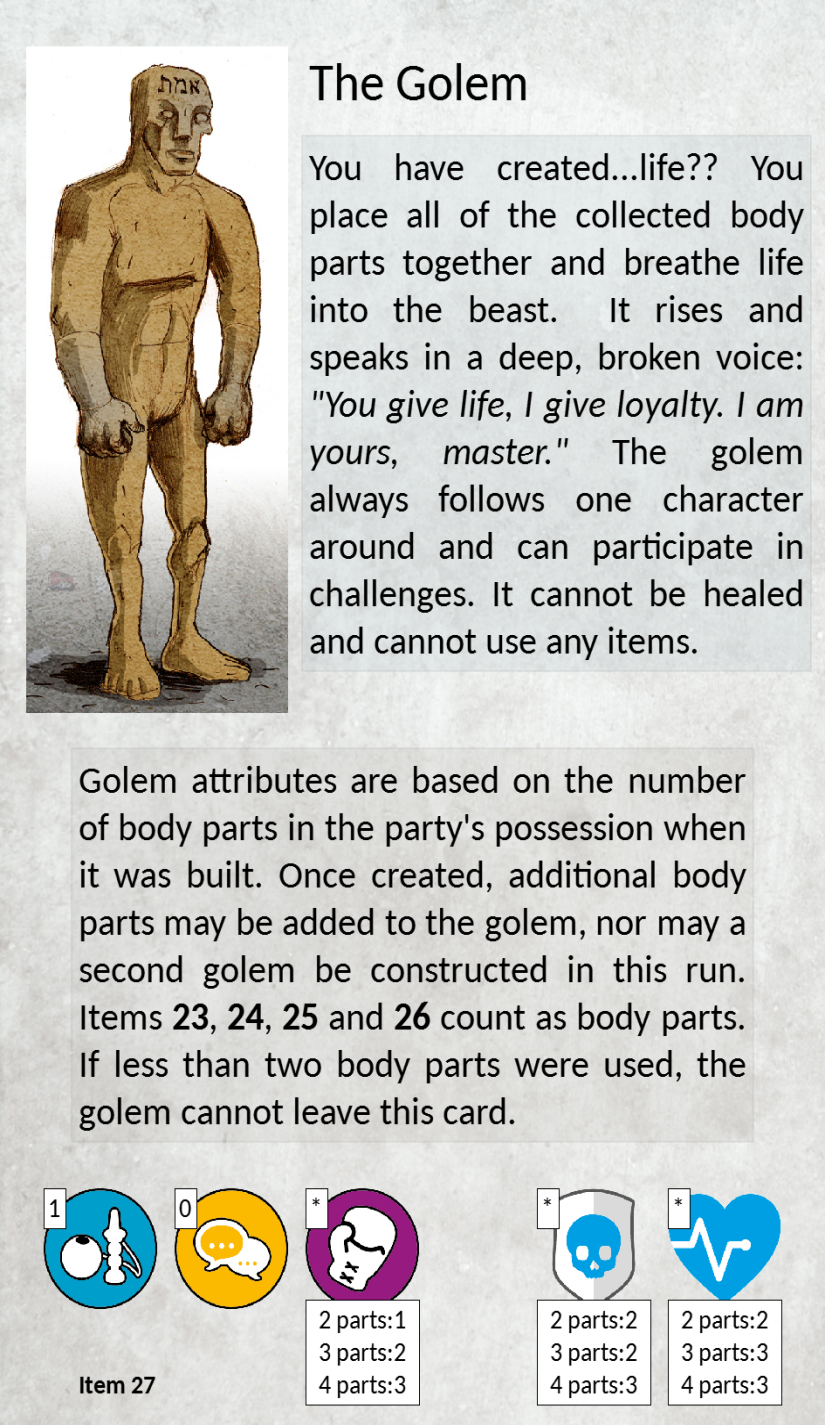 אמת
The Golem
You have created...life?? You
place all of the collected body
parts together and breathe life
into the beast. It rises and
speaks in a deep, broken voice:
"You give life, I give loyalty. I am
yours, master." The golem
always follows one character
around and can participate in
challenges. It cannot be healed
and cannot use any items.
Golem attributes are based on the number
of body parts in the party's possession when
it was built. Once created, additional body
parts may be added to the golem, nor may a
second golem be constructed in this run.
Items 23, 24, 25 and 26 count as body parts.
If less than two body parts were used, the
golem cannot leave this card.
1
0
*
*
*
2 parts:1
3 parts:2
4 parts:3
2 parts:2
3 parts:2
4 parts:3
2 parts:2
3 parts:3
4 parts:3
Item 27